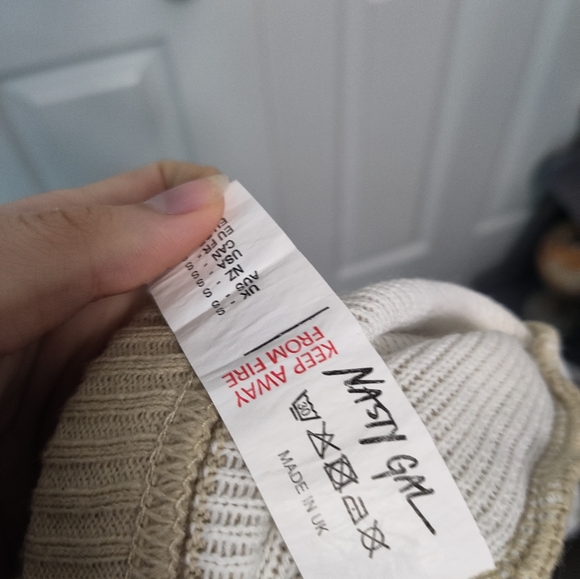 NASTY GAL
MADE IN UK
KEEP AWAY
FROM FIRE
UK - S
AUS - S
NZ - S
USA - S
CAN - S
EU FR - S